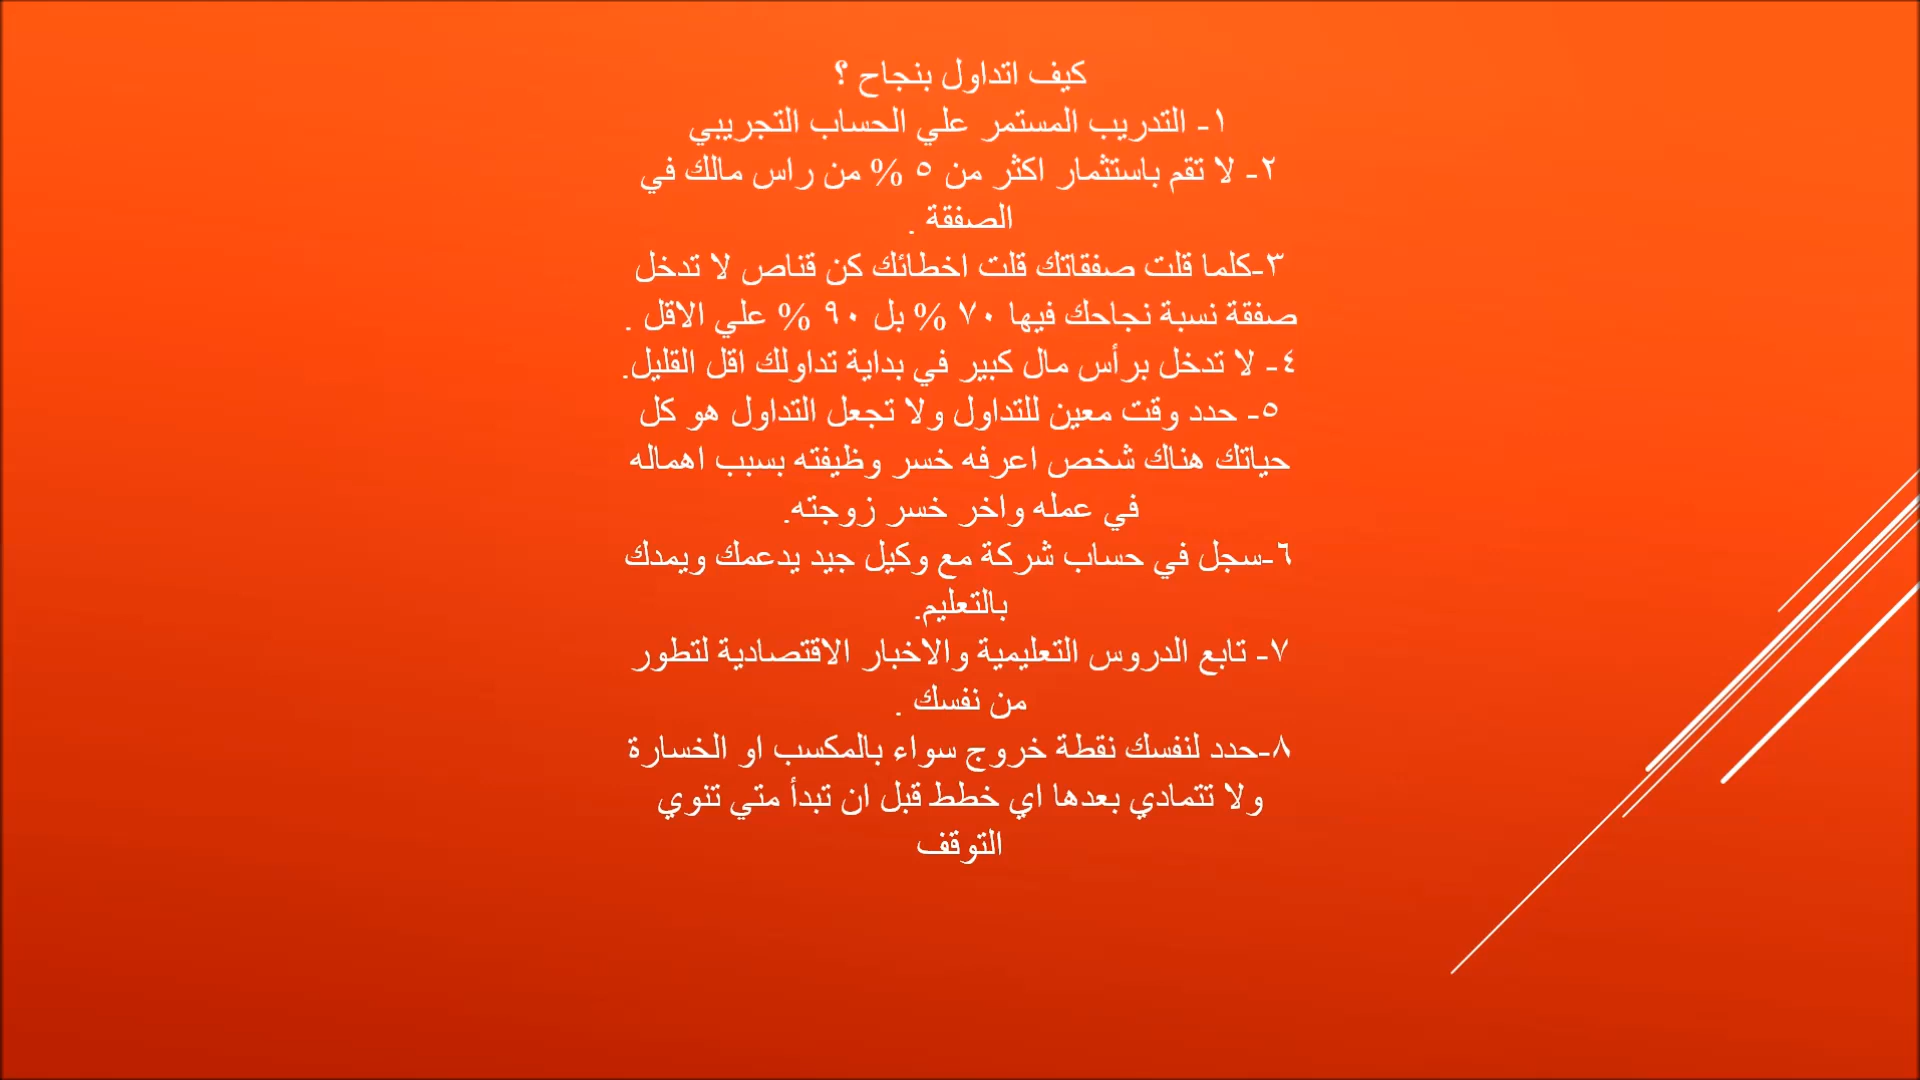 كيف اتداول بنجاح ؟
١- التدريب المستمر علي الحساب التجريبي
٢- لا تقم باستثمار اكثر من ٥ % من راس مالك في
الصفقة .
٣-كلما قلت صفقاتك قلت اخطائك كن قناص لا تدخل
صفقة نسبة نجاحك فيها ٧٠ % بل ٩٠ % علي الاقل .
٤- لا تدخل برأس مال كبير في بداية تداولك اقل القليل.
٥- حدد وقت معين للتداول ولا تجعل التداول هو كل
حياتك هناك شخص اعرفه خسر وظيفته بسبب اهماله
في عمله واخر خسر زوجته.
٦-سجل في حساب شركة مع وكيل جيد يدعمك ويمدك
بالتعليم.
٧- تابع الدروس التعليمية والاخبار الاقتصادية لتطور
من نفسك .
٨-حدد لنفسك نقطة خروج سواء بالمكسب او الخسارة
ولا تتمادي بعدها اي خطط قبل ان تبدأ متي تنوي
التوقف